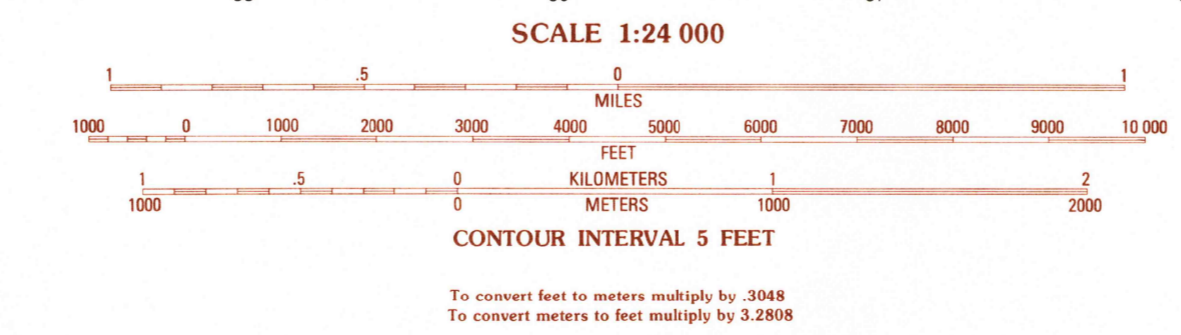 SCALE 1:24 000
1 .5 0 1
MILES
1000 0 1000 2000 3000 4000 5000 6000 7000 8000 9000 10 000
FEET
1 .5 0 KILOMETERS 1 2
1000 0 METERS 1000 2000
CONTOUR INTERVAL 5 FEET
To convert feet to meters multiply by .3048
To convert meters to feet multiply by 3.2808